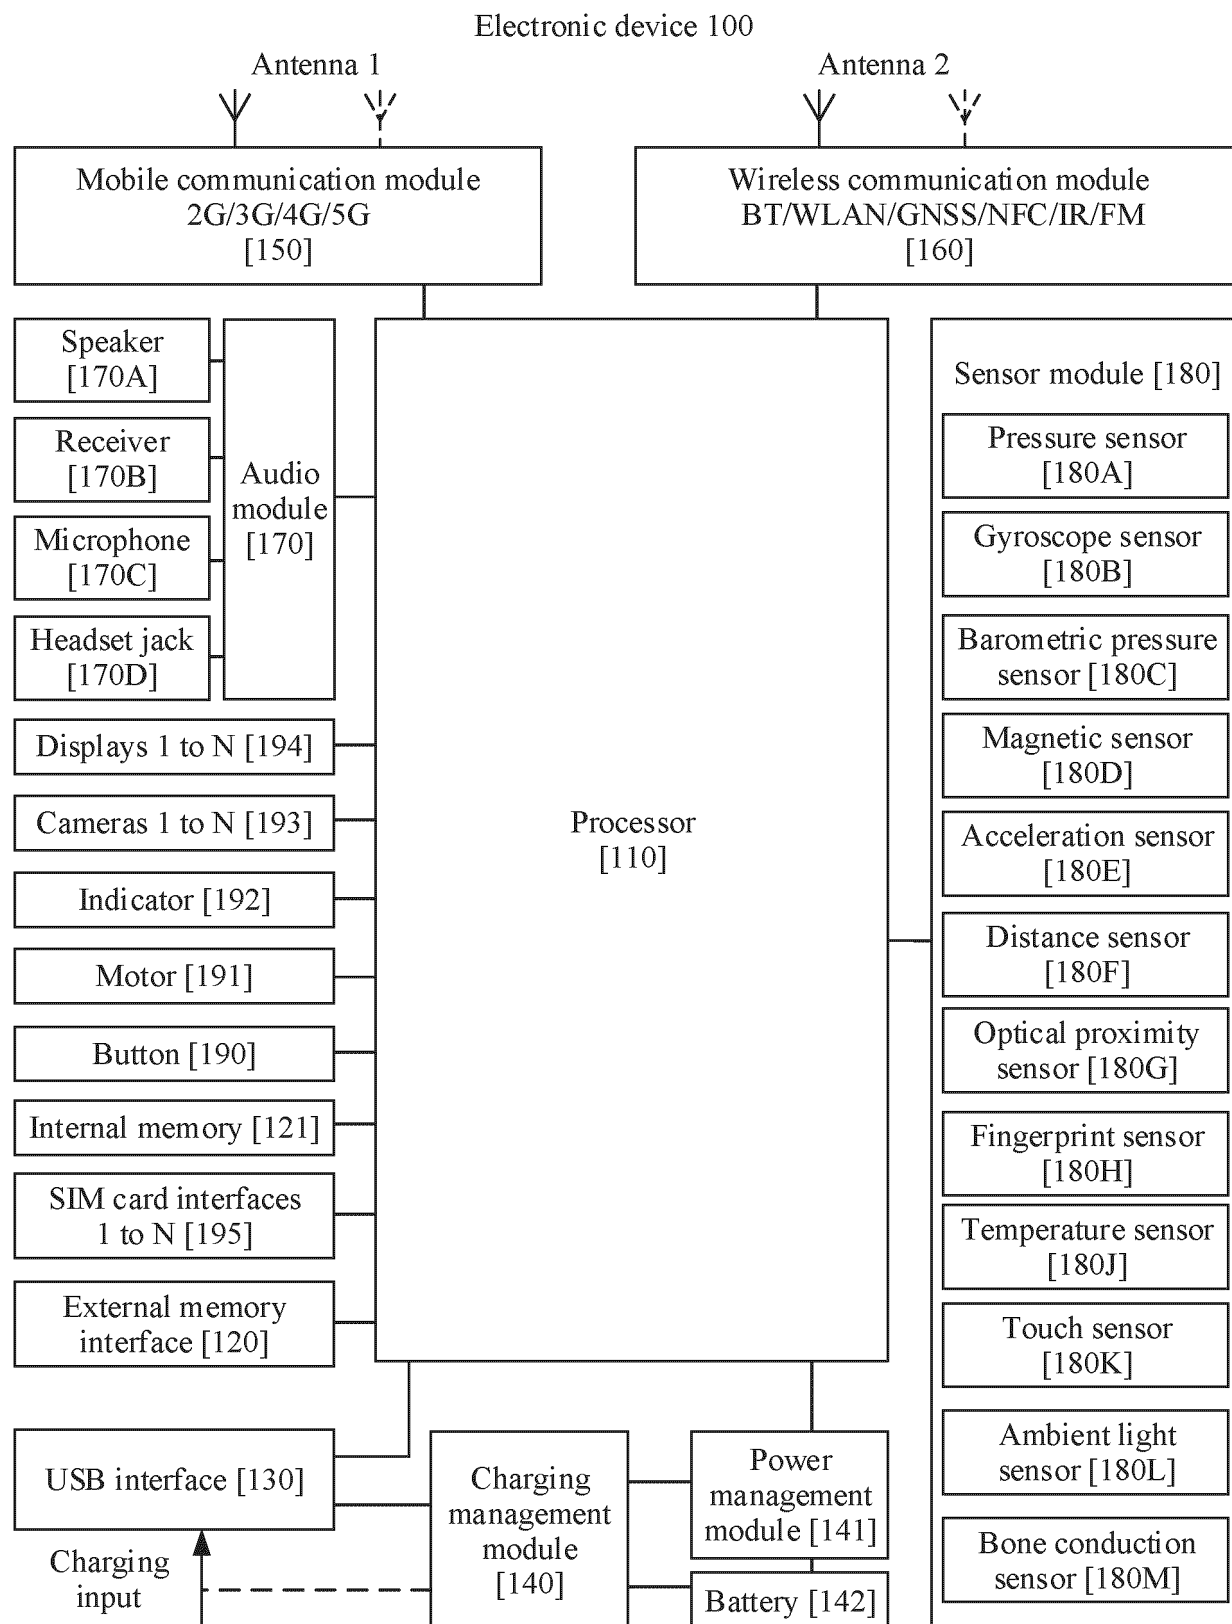 Electronic device 100
Antenna 1
Antenna 2
Mobile communication module
2G/3G/4G/5G
[150]
Wireless communication module
BT/WLAN/GNSS/NFC/IR/FM
[160]
Speaker
[170A]
Receiver
[170B]
Microphone
[170C]
Headset jack
[170D]
Audio
module
[170]
Displays 1 to N [194]
Cameras 1 to N [193]
Indicator [192]
Motor [191]
Button [190]
Internal memory [121]
SIM card interfaces
1 to N [195]
External memory
interface [120]
Processor
[110]
Sensor module [180]
Pressure sensor
[180A]
Gyroscope sensor
[180B]
Barometric pressure
sensor [180C]
Magnetic sensor
[180D]
Acceleration sensor
[180E]
Distance sensor
[180F]
Optical proximity
sensor [180G]
Fingerprint sensor
[180H]
Temperature sensor
[180J]
Touch sensor
[180K]
Ambient light
sensor [180L]
Bone conduction
sensor [180M]
USB interface [130]
Charging
input
Charging
management
module
[140]
Power
management
module [141]
Battery [142]